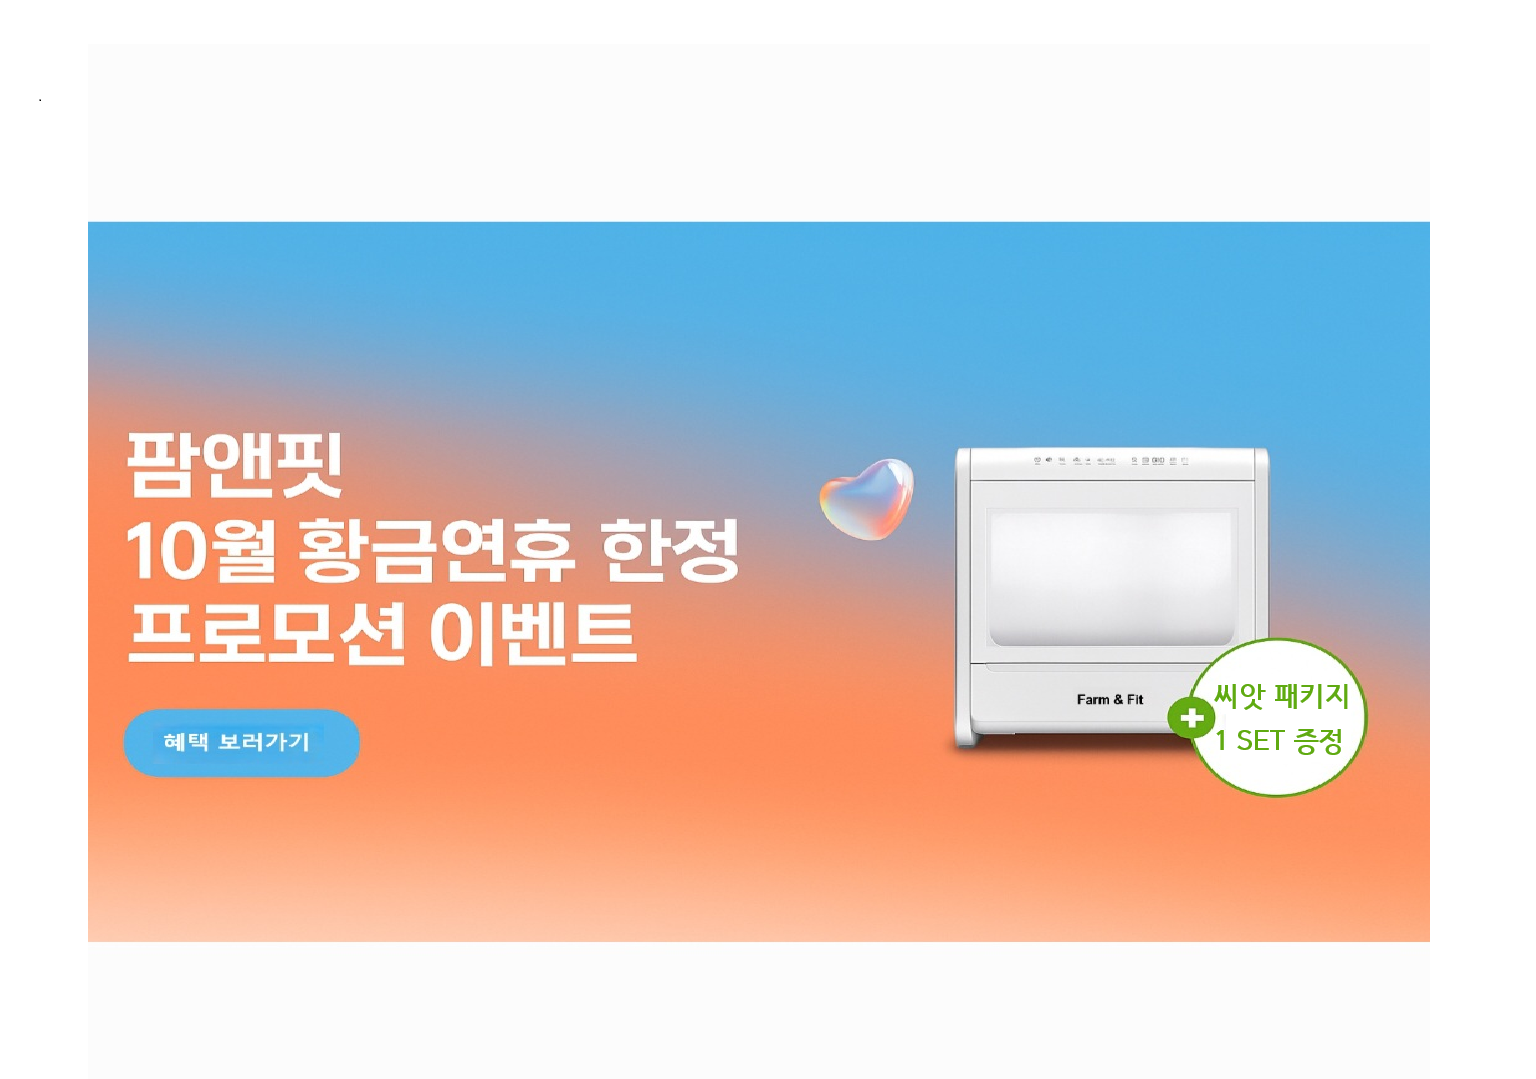 팜앤핏
10월 황금연휴 한정
프로모션 이벤트
혜택 보러가기
Farm & Fit
씨앗 패키지
1 SET 증정